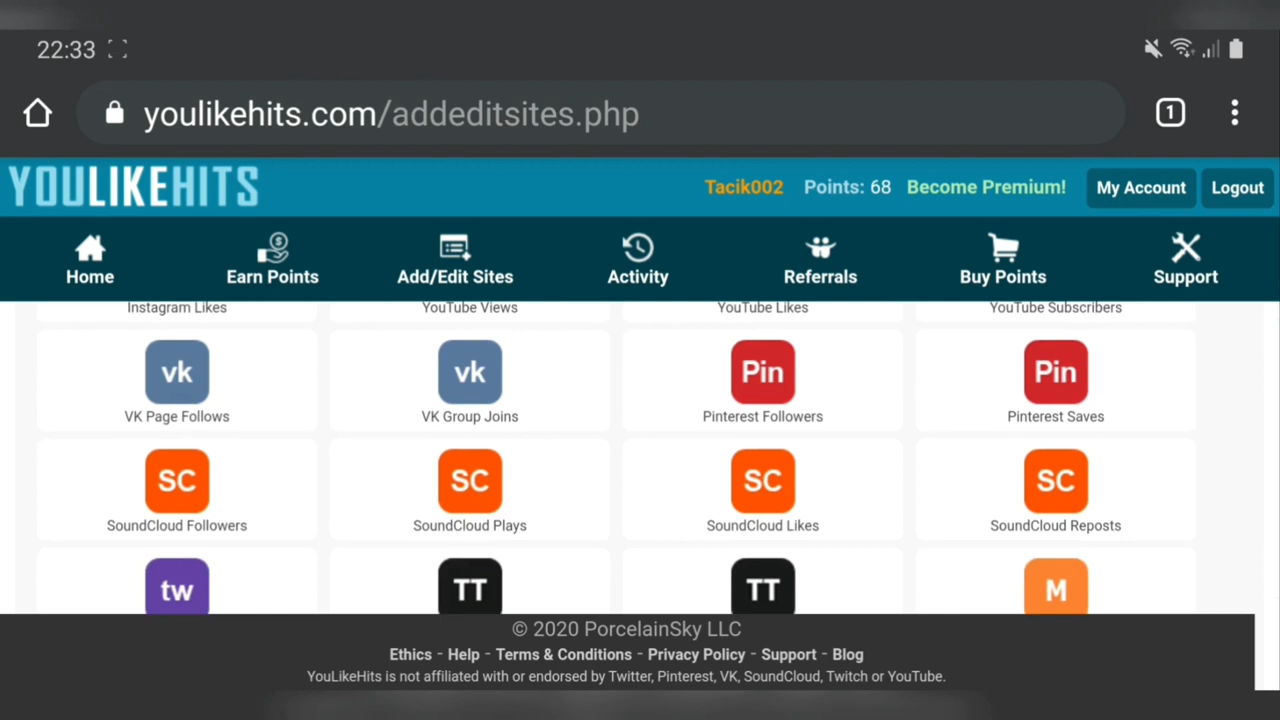 22:33
youlikehits.com/addeditsites.php
1
YOULIKEHITS
Tacik002 Points: 68 Become Premium! My Account Logout
Home Earn Points Add/Edit Sites Activity Referrals Buy Points Support
Instagram Likes YouTube Views YouTube Likes YouTube Subscribers
vk vk Pin Pin
VK Page Follows VK Group Joins Pinterest Followers Pinterest Saves
SC SC SC SC
SoundCloud Followers SoundCloud Plays SoundCloud Likes SoundCloud Reposts
tw TT TT M
© 2020 PorcelainSky LLC
Ethics - Help - Terms & Conditions - Privacy Policy - Support - Blog
YouLikeHits is not affiliated with or endorsed by Twitter, Pinterest, VK, SoundCloud, Twitch or YouTube.